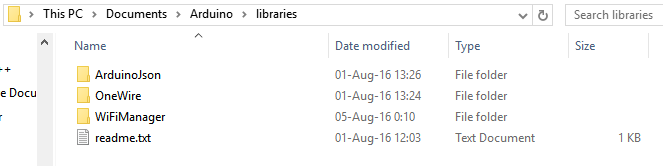 This PC > Documents > Arduino > libraries Search libraries
Name Date modified Type Size
ArduinoJson 01-Aug-16 13:26 File folder
OneWire 01-Aug-16 13:24 File folder
WiFiManager 05-Aug-16 0:10 File folder
readme.txt 01-Aug-16 12:03 Text Document 1 KB
++
e Docu
r